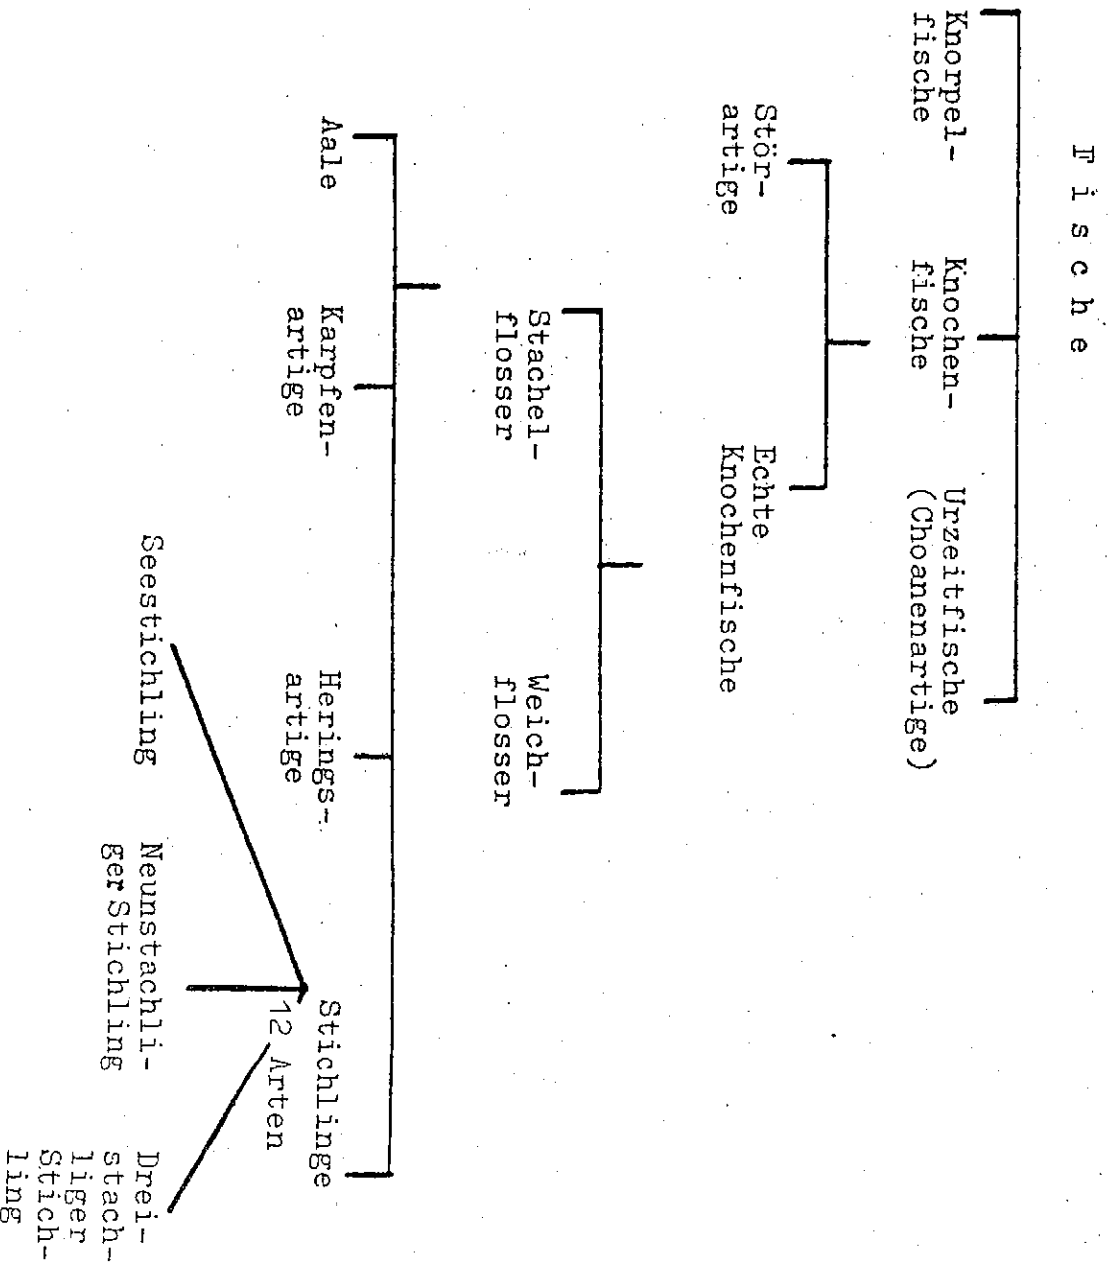 Fische
Knorpel-
fische
Knochen-
fische
Urzeitfische
(Choanenartige)
Stör-
artige
Echte
Knochenfische
Stachel-
flosser
Weich-
flosser
Aale
Karpfen-
artige
Herings-
artige
Stichlinge
12 Arten
Seestichling
Neunstachli-
ger Stichling
Drei-
stach-
liger
Stich-
ling